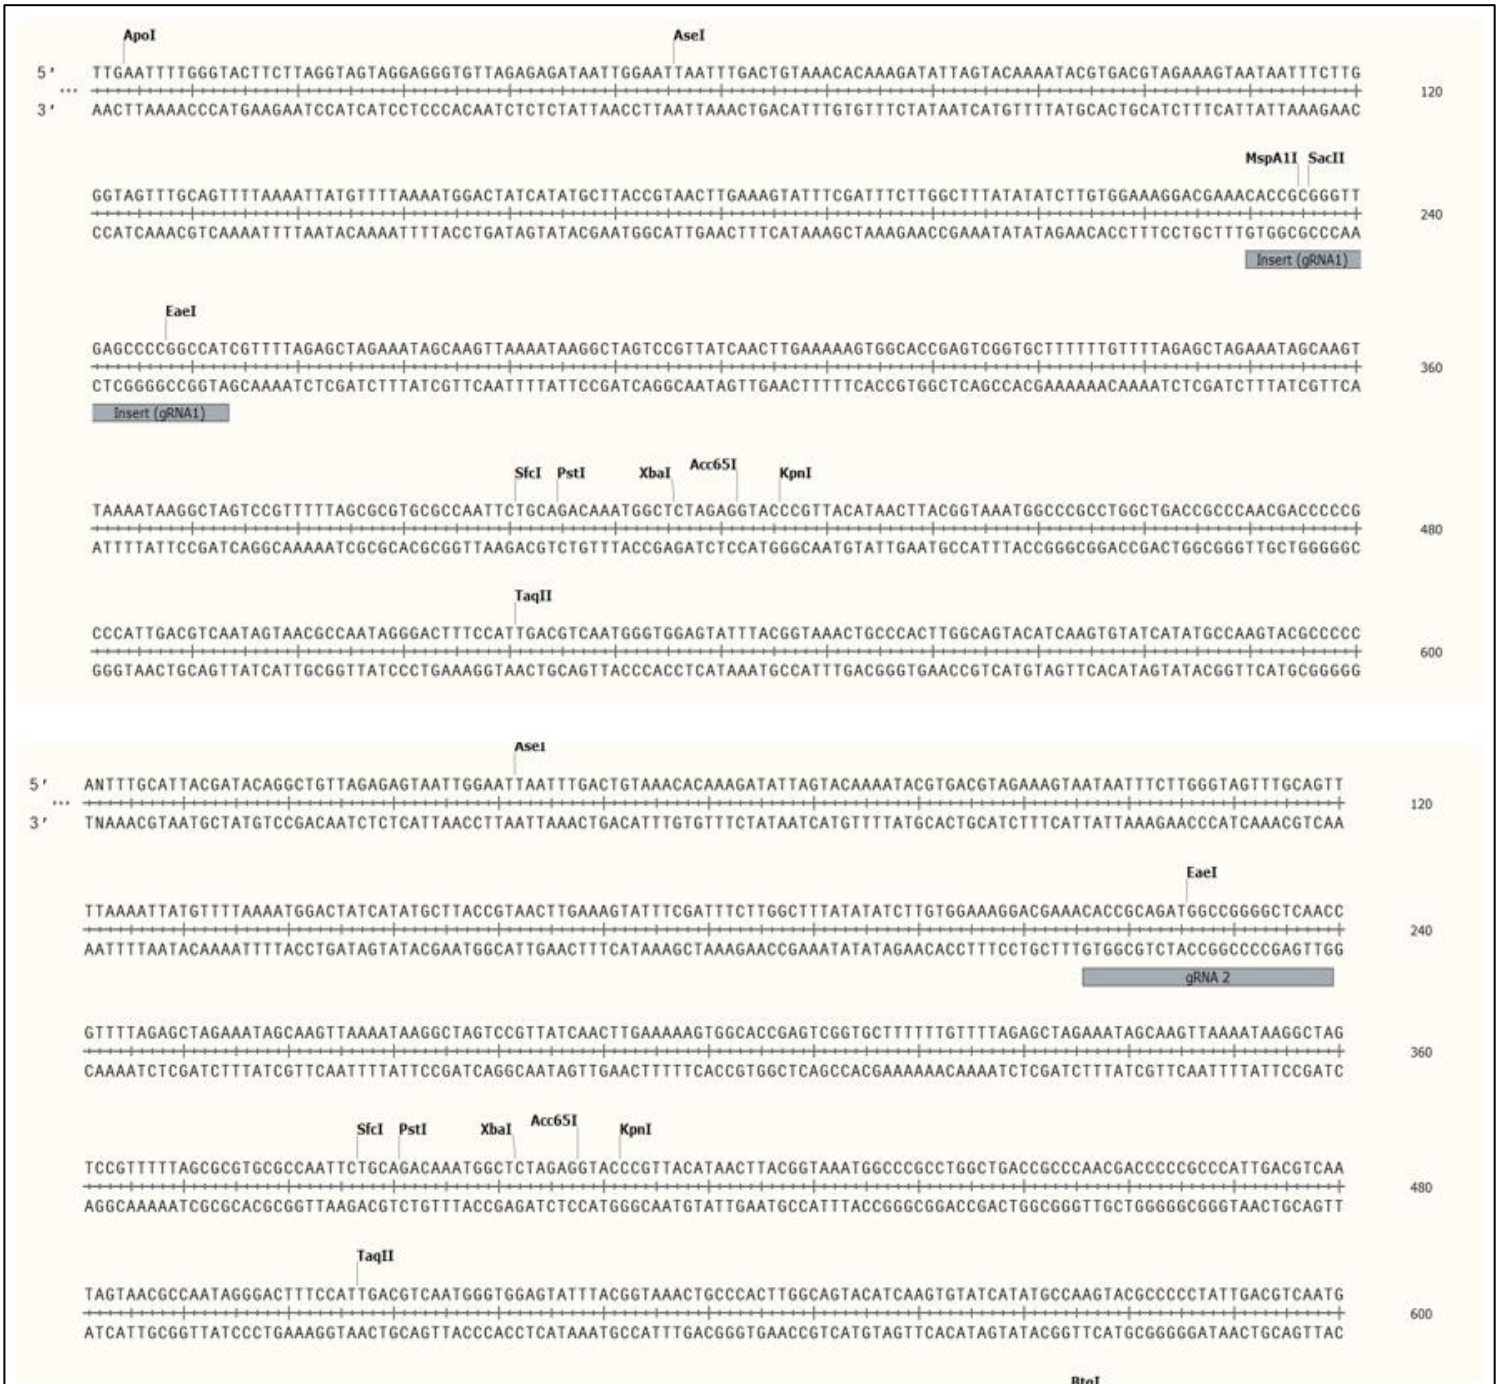 ApoI AseI
5' TTGAATTTTGGGTACTTCTTAGGTAGTAGGAGGGTGTTAGAGAGATAATTGGAATTAATTTGACTGTAAACACAAAGATATTAGTACAAAATACGTGACGTAGAAAGTAATAATTTCTTG
... 120
3' AACTTAAAACCCATGAAGAATCCATCATCCTCCCACAATCTCTCTATTAACCTTAATTAAACTGACATTTGTGTTTCTATAATCATGTTTTATGCACTGCATCTTTCATTATTAAAGAAC
MspA1I SacII
GGTAGTTTGCAGTTTTAAAATTATGTTTTAAAATGGACTATCATATGCTTACCGTAACTTGAAAGTATTTCGATTTCTTGGCTTTATATATCTTGTGGAAAGGACGAAACACCGCGGGTT
240
CCATCAAACGTCAAAATTTTAATACAAAATTTTACCTGATAGTATACGAATGGCATTGAACTTTCATAAAGCTAAAGAACCGAAATATATAGAACACCTTTCCTGCTTTGTGGCGCCCAA
Insert (gRNA1)
EaeI
GAGCCCCGGCCATCGTTTTAGAGCTAGAAATAGCAAGTTAAAATAAGGCTAGTCCGTTATCAACTTGAAAAAGTGGCACCGAGTCGGTGCTTTTTTGTTTTAGAGCTAGAAATAGCAAGT
360
CTCGGGGCCGGTAGCAAAATCTCGATCTTTATCGTTCAATTTTATTCCGATCAGGCAATAGTTGAACTTTTTCACCGTGGCTCAGCCACGAAAAAACAAAATCTCGATCTTTATCGTTCA
Insert (gRNA1)
SfcI PstI XbaI Acc65I KpnI
TAAAATAAGGCTAGTCCGTTTTTAGCGCGTGCGCCAATTCTGCAGACAAATGGCTCTAGAGGTACCCGTTACATAACTTACGGTAAATGGCCCGCCTGGCTGACCGCCCAACGACCCCCG
480
ATTTTATTCCGATCAGGCAAAAATCGCGCACGCGGTTAAGACGTCTGTTTACCGAGATCTCCATGGGCAATGTATTGAATGCCATTTACCGGGCGGACCGACTGGCGGGTTGCTGGGGGC
TaqII
CCCATTGACGTCAATAGTAACGCCAATAGGGACTTTCCATTGACGTCAATGGGTGGAGTATTTACGGTAAACTGCCCACTTGGCAGTACATCAAGTGTATCATATGCCAAGTACGCCCCC
600
GGGTAACTGCAGTTATCATTGCGGTTATCCCTGAAAGGTAACTGCAGTTACCCACCTCATAAATGCCATTTGACGGGTGAACCGTCATGTAGTTCACATAGTATACGGTTCATGCGGGGG
AseI
5' ANTTTGCATTACGATACAGGCTGTTAGAGAGTAATTGGAATTAATTTGACTGTAAACACAAAGATATTAGTACAAAATACGTGACGTAGAAAGTAATAATTTCTTGGGTAGTTTGCAGTT
... 120
3' TNAAACGTAATGCTATGTCCGACAATCTCTCATTAACCTTAATTAAACTGACATTTGTGTTTCTATAATCATGTTTTATGCACTGCATCTTTCATTATTAAAGAACCCATCAAACGTCAA
EaeI
TTAAAATTATGTTTTAAAATGGACTATCATATGCTTACCGTAACTTGAAAGTATTTCGATTTCTTGGCTTTATATATCTTGTGGAAAGGACGAAACACCGCAGATGGCCGGGGCTCAACC
240
AATTTTAATACAAAATTTTACCTGATAGTATACGAATGGCATTGAACTTTCATAAAGCTAAAGAACCGAAATATATAGAACACCTTTCCTGCTTTGTGGCGTCTACCGGCCCCGAGTTGG
gRNA 2
GTTTTAGAGCTAGAAATAGCAAGTTAAAATAAGGCTAGTCCGTTATCAACTTGAAAAAGTGGCACCGAGTCGGTGCTTTTTTGTTTTAGAGCTAGAAATAGCAAGTTAAAATAAGGCTAG
360
CAAAATCTCGATCTTTATCGTTCAATTTTATTCCGATCAGGCAATAGTTGAACTTTTTCACCGTGGCTCAGCCACGAAAAAACAAAATCTCGATCTTTATCGTTCAATTTTATTCCGATC
SfcI PstI XbaI Acc65I KpnI
TCCGTTTTTAGCGCGTGCGCCAATTCTGCAGACAAATGGCTCTAGAGGTACCCGTTACATAACTTACGGTAAATGGCCCGCCTGGCTGACCGCCCAACGACCCCCGCCCATTGACGTCAA
480
AGGCAAAAATCGCGCACGCGGTTAAGACGTCTGTTTACCGAGATCTCCATGGGCAATGTATTGAATGCCATTTACCGGGCGGACCGACTGGCGGGTTGCTGGGGGCGGGTAACTGCAGTT
TaqII
TAGTAACGCCAATAGGGACTTTCCATTGACGTCAATGGGTGGAGTATTTACGGTAAACTGCCCACTTGGCAGTACATCAAGTGTATCATATGCCAAGTACGCCCCCTATTGACGTCAATG
600
ATCATTGCGGTTATCCCTGAAAGGTAACTGCAGTTACCCACCTCATAAATGCCATTTGACGGGTGAACCGTCATGTAGTTCACATAGTATACGGTTCATGCGGGGGATAACTGCAGTTAC